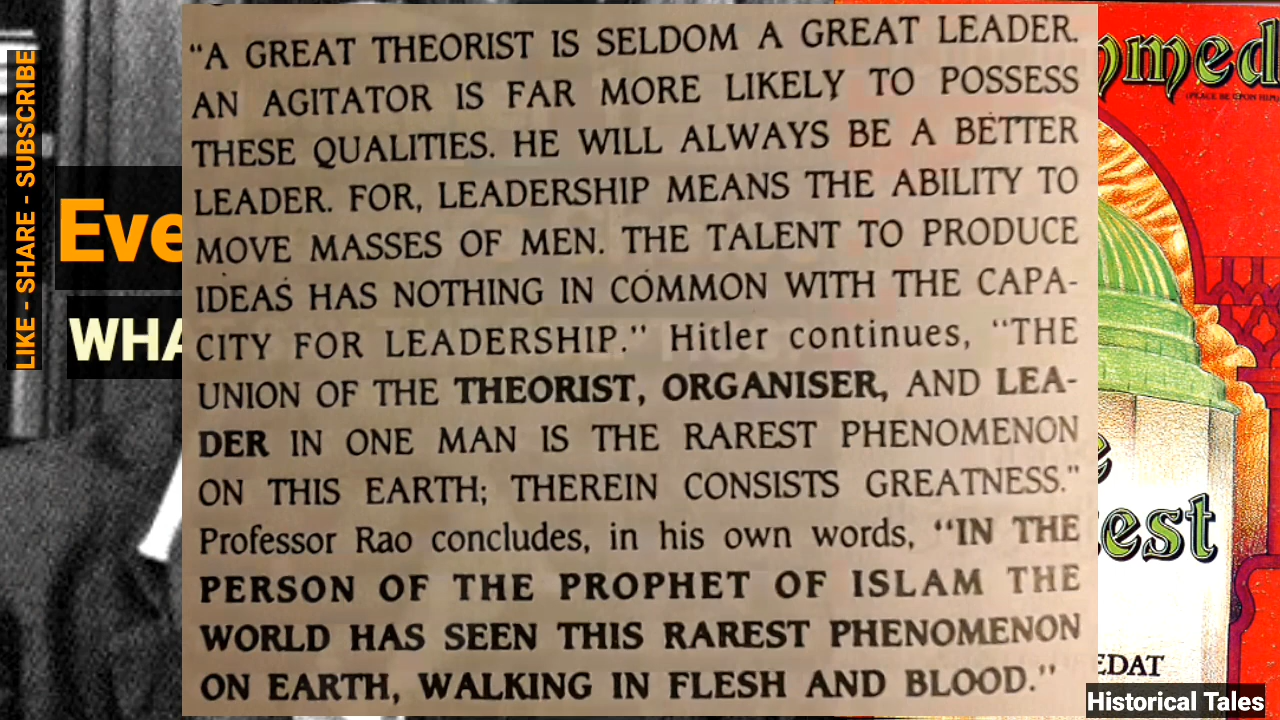 LIKE - SHARE - SUBSCRIBE
Eve
WHA
"A GREAT THEORIST IS SELDOM A GREAT LEADER.
AN AGITATOR IS FAR MORE LIKELY TO POSSESS
THESE QUALITIES. HE WILL ALWAYS BE A BETTER
LEADER. FOR, LEADERSHIP MEANS THE ABILITY TO
MOVE MASSES OF MEN. THE TALENT TO PRODUCE
IDEAS HAS NOTHING IN COMMON WITH THE CAPA-
CITY FOR LEADERSHIP." Hitler continues, "THE
UNION OF THE THEORIST, ORGANISER, AND LEA-
DER IN ONE MAN IS THE RAREST PHENOMENON
ON THIS EARTH; THEREIN CONSISTS GREATNESS."
Professor Rao concludes, in his own words, "IN THE
PERSON OF THE PROPHET OF ISLAM THE
WORLD HAS SEEN THIS RAREST PHENOMENON
ON EARTH, WALKING IN FLESH AND BLOOD."
mmed
(PEACE BE UPON HIM)
e
est
EDAT
Historical Tales